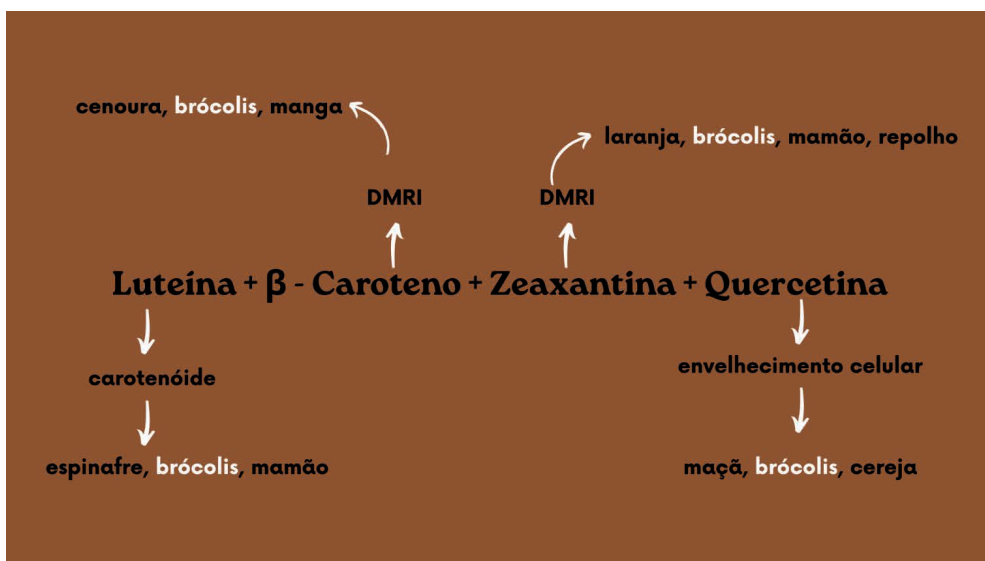 cenoura, brócolis, manga
laranja, brócolis, mamão, repolho
DMRI
DMRI
Luteína + β - Caroteno + Zeaxantina + Quercetina
carotenóide
envelhecimento celular
espinafre, brócolis, mamão
maçã, brócolis, cereja